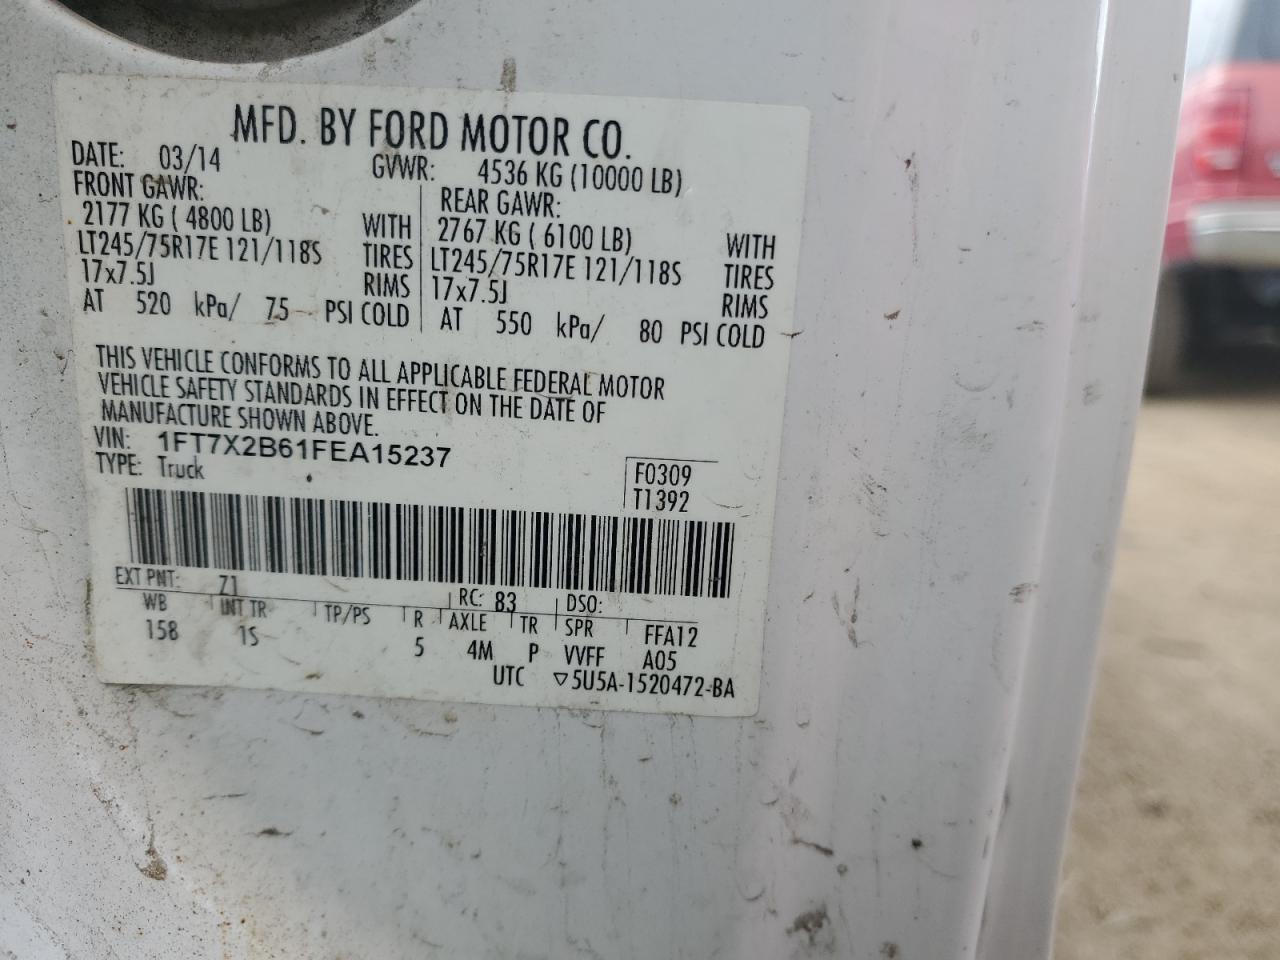 MFD. BY FORD MOTOR CO.
DATE: 03/14 GVWR: 4536 KG (10000 LB)
FRONT GAWR: REAR GAWR:
2177 KG ( 4800 LB) WITH 2767 KG ( 6100 LB) WITH
LT245/75R17E 121/118S TIRES LT245/75R17E 121/118S TIRES
17x7.5J RIMS 17x7.5J RIMS
AT 520 kPa/ 75 PSI COLD AT 550 kPa/ 80 PSI COLD
THIS VEHICLE CONFORMS TO ALL APPLICABLE FEDERAL MOTOR
VEHICLE SAFETY STANDARDS IN EFFECT ON THE DATE OF
MANUFACTURE SHOWN ABOVE.
VIN: 1FT7X2B61FEA15237
TYPE: Truck F0309
T1392
EXT PNT: Z1 RC: 83 DSO:
WB INT TR TP/PS R AXLE TR SPR FFA12
158 1S 5 4M P VVFF A05
UTC ▽5U5A-1520472-BA